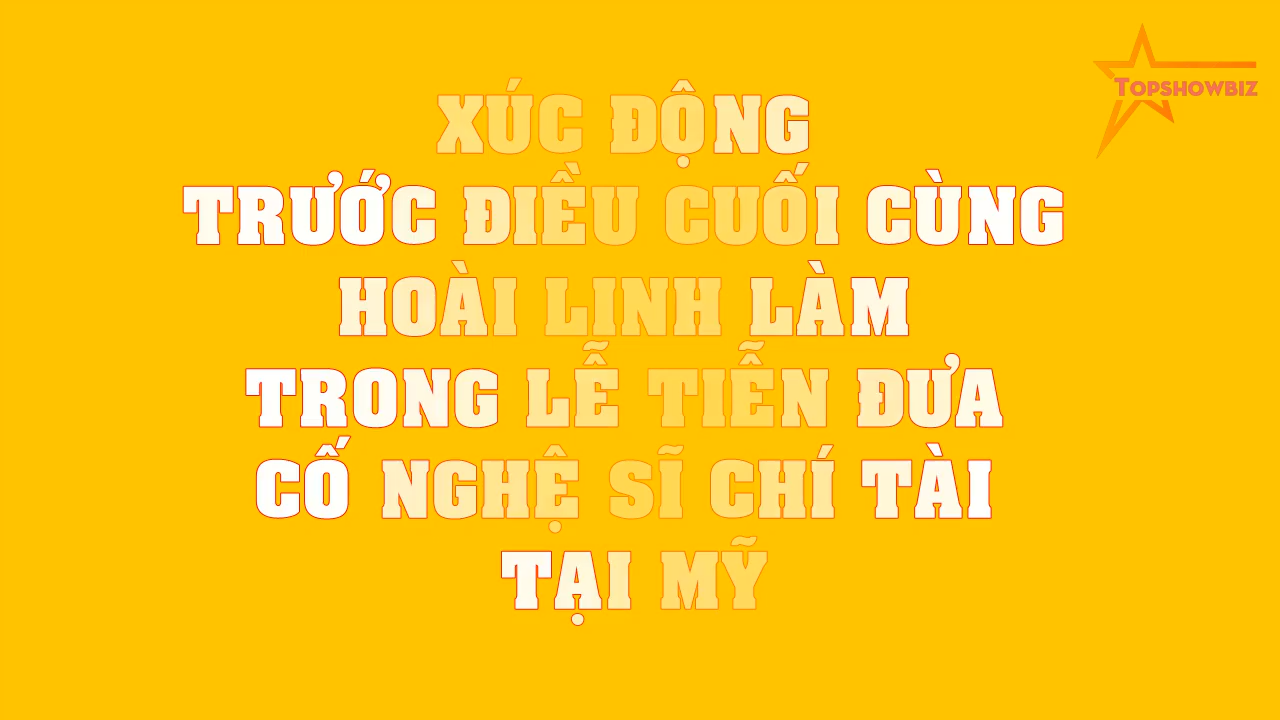 TOPSHOWBIZ
XÚC ĐỘNG
TRƯỚC ĐIỀU CUỐI CÙNG
HOÀI LINH LÀM
TRONG LỄ TIỄN ĐƯA
CỐ NGHỆ SĨ CHÍ TÀI
TẠI MỸ